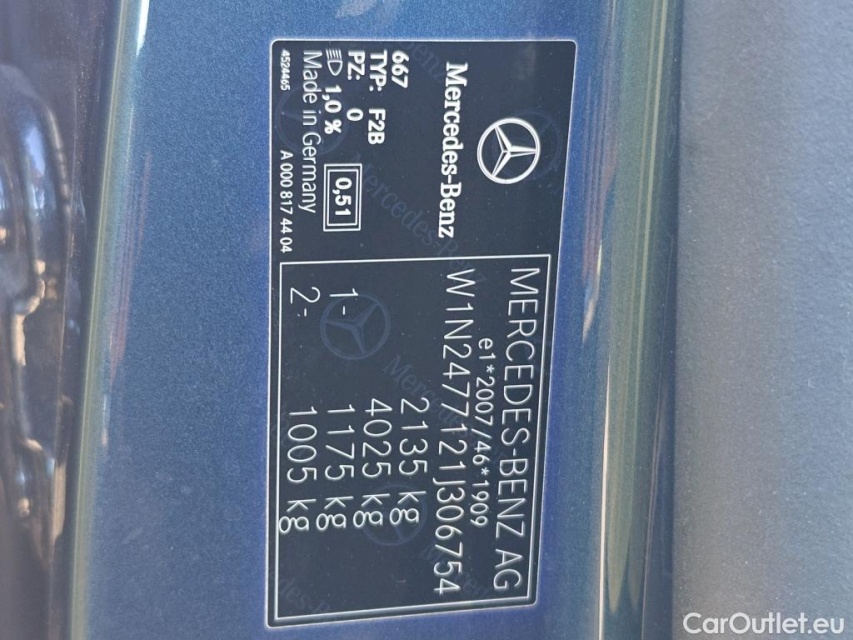 Mercedes-Benz
667
TYP: F2B
PZ: 0
1,0 %
0,51
Made in Germany
4524465
A 000 817 44 04
MERCEDES-BENZ AG
e1*2007/46*1909
W1N2477121J306754
2135 kg
4025 kg
1- 1175 kg
2- 1005 kg
CarOutlet.eu